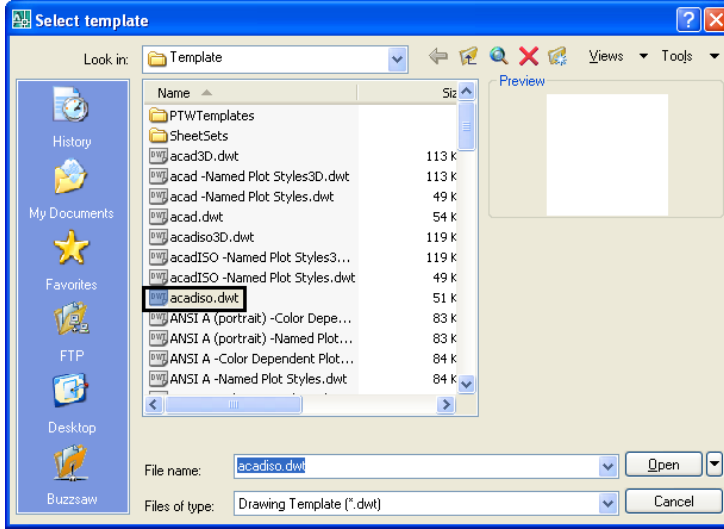 Select template
Look in: Template Views Tools
Name Siz Preview
PTWTemplates
SheetSets
acad3D.dwt 113 K
acad -Named Plot Styles3D.dwt 113 K
acad -Named Plot Styles.dwt 49 K
acad.dwt 54 K
acadiso3D.dwt 119 K
acadISO -Named Plot Styles3... 119 K
acadISO -Named Plot Styles.dwt 49 K
acadiso.dwt 51 K
ANSI A (portrait) -Color Depe... 83 K
ANSI A (portrait) -Named Plot... 83 K
ANSI A -Color Dependent Plot... 84 K
ANSI A -Named Plot Styles.dwt 84 K
History
My Documents
Favorites
FTP
Desktop
Buzzsaw
File name: acadiso.dwt Open
Files of type: Drawing Template (*.dwt) Cancel